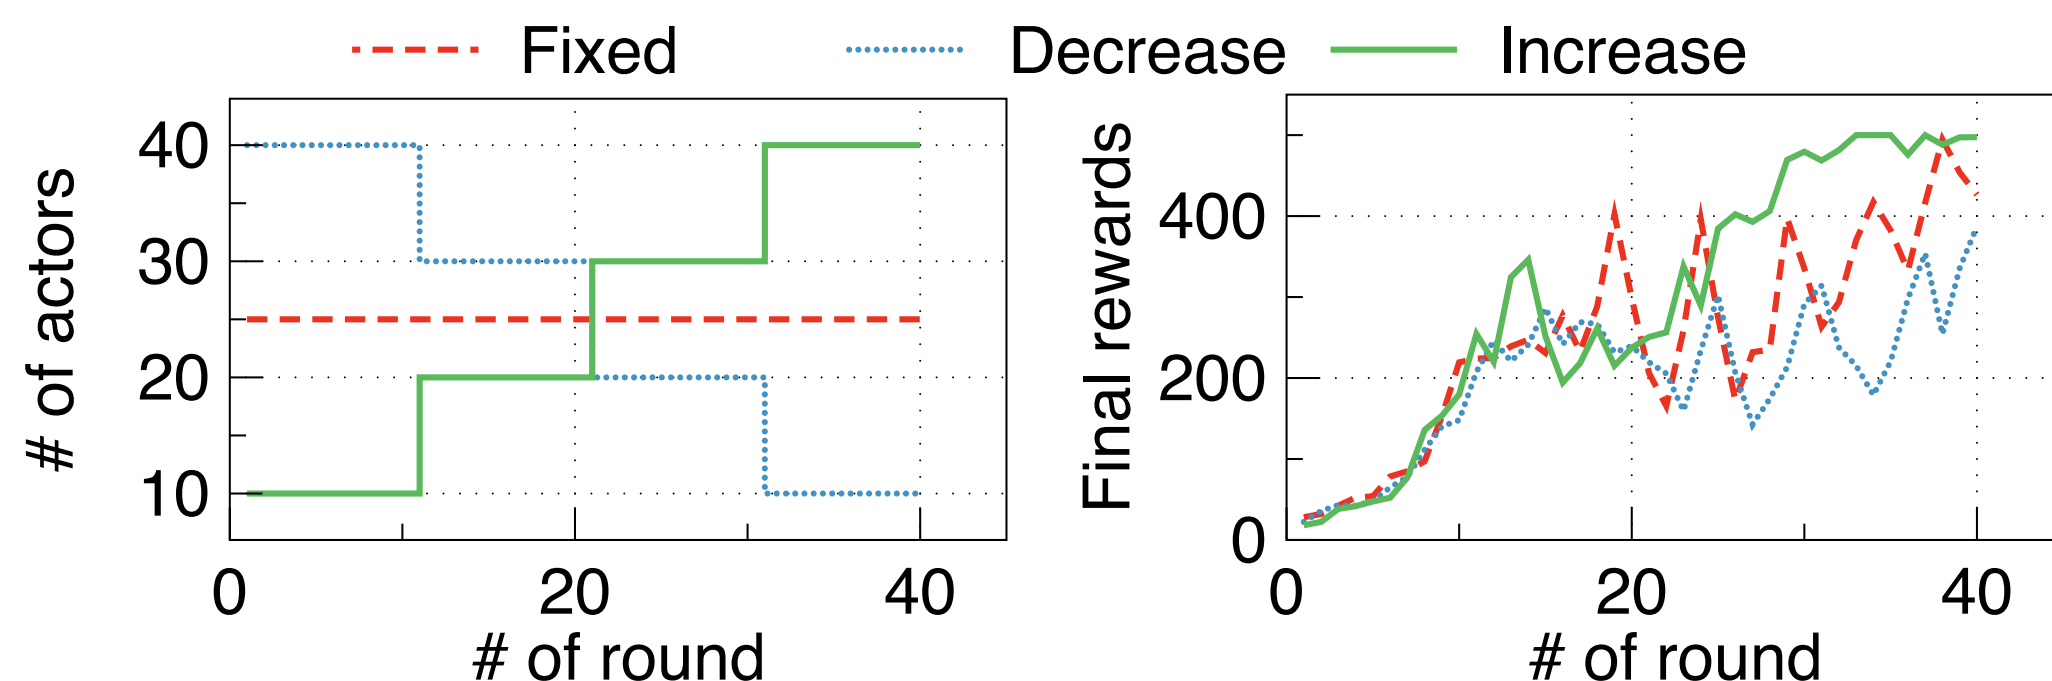 Fixed Decrease Increase
# of actors
40
30
20
10
0 20 40
# of round
Final rewards
400
200
0
0 20 40
# of round